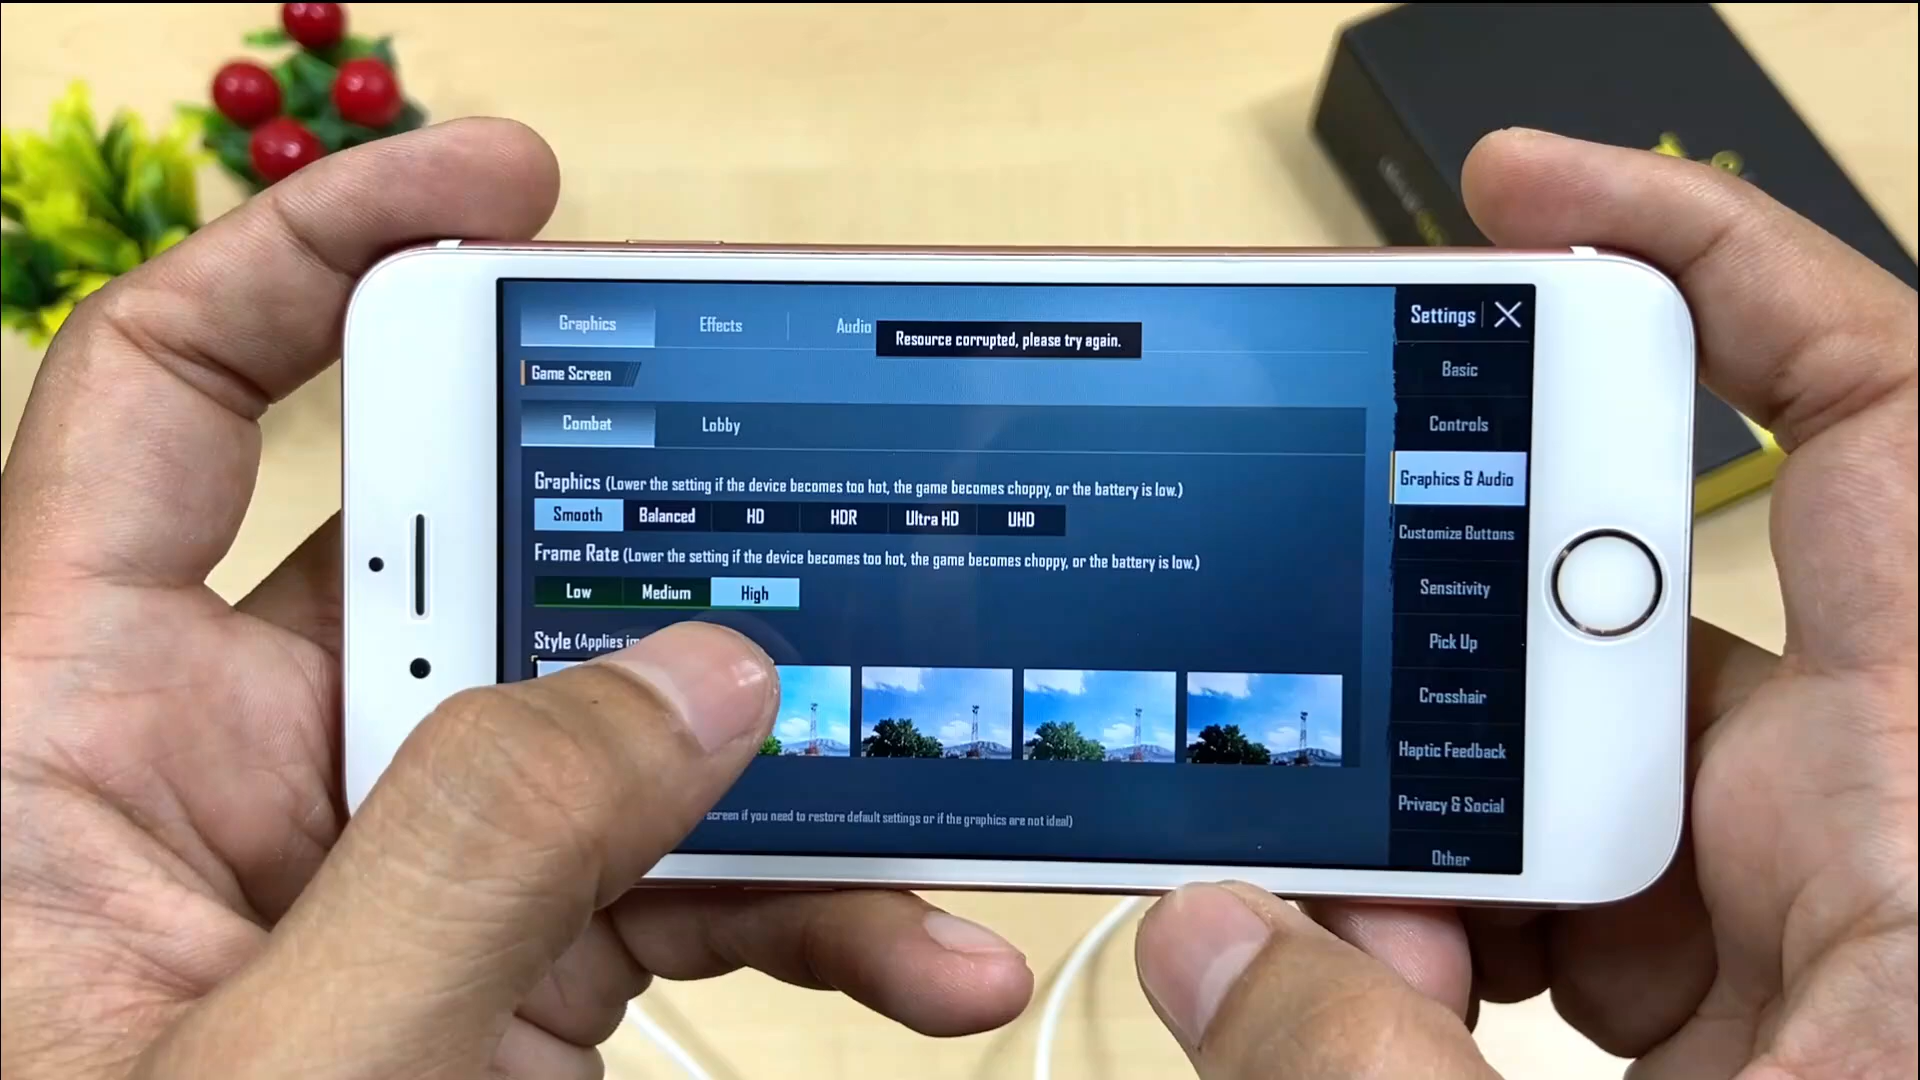 Graphics
Effects
Audio
Resource corrupted, please try again.
Settings
Game Screen
Basic
Combat
Lobby
Controls
Graphics (Lower the setting if the device becomes too hot, the game becomes choppy, or the battery is low.)
Graphics & Audio
Smooth
Balanced
HD
HDR
Ultra HD
UHD
Customize Buttons
Frame Rate (Lower the setting if the device becomes too hot, the game becomes choppy, or the battery is low.)
Low
Medium
High
Sensitivity
Style (Applies
Pick Up
Crosshair
Haptic Feedback
Privacy & Social
screen if you need to restore default settings or if the graphics are not ideal)
Other